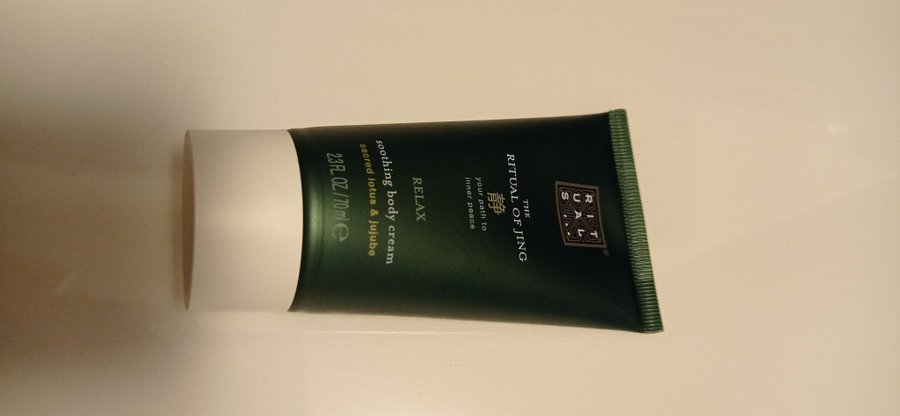 RIT
UAL
S...
®
THE
RITUAL OF JING
静
your path to
inner peace
RELAX
soothing body cream
sacred lotus & jujube
2.3 FL. OZ. / 70 ml ℮